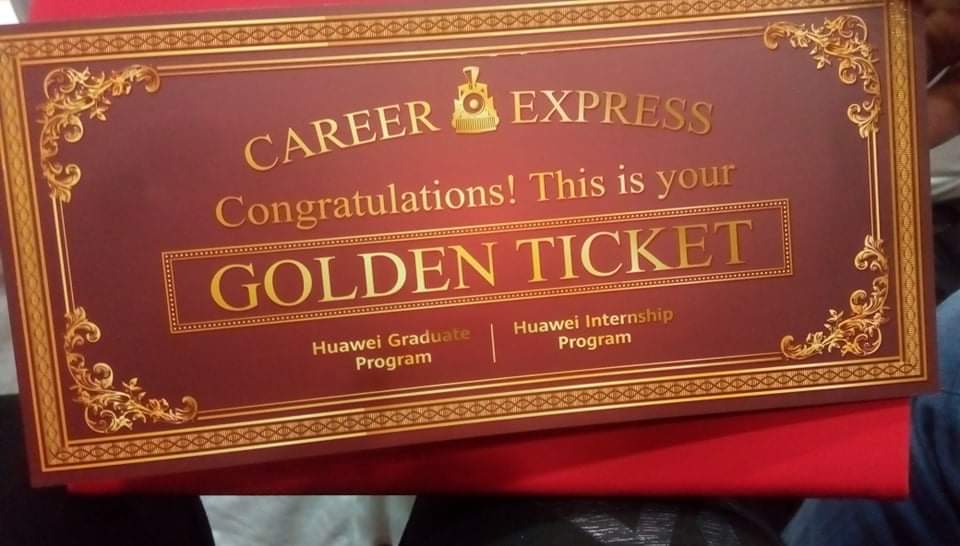 CAREER EXPRESS
Congratulations! This is your
GOLDEN TICKET
Huawei Graduate
Program
Huawei Internship
Program